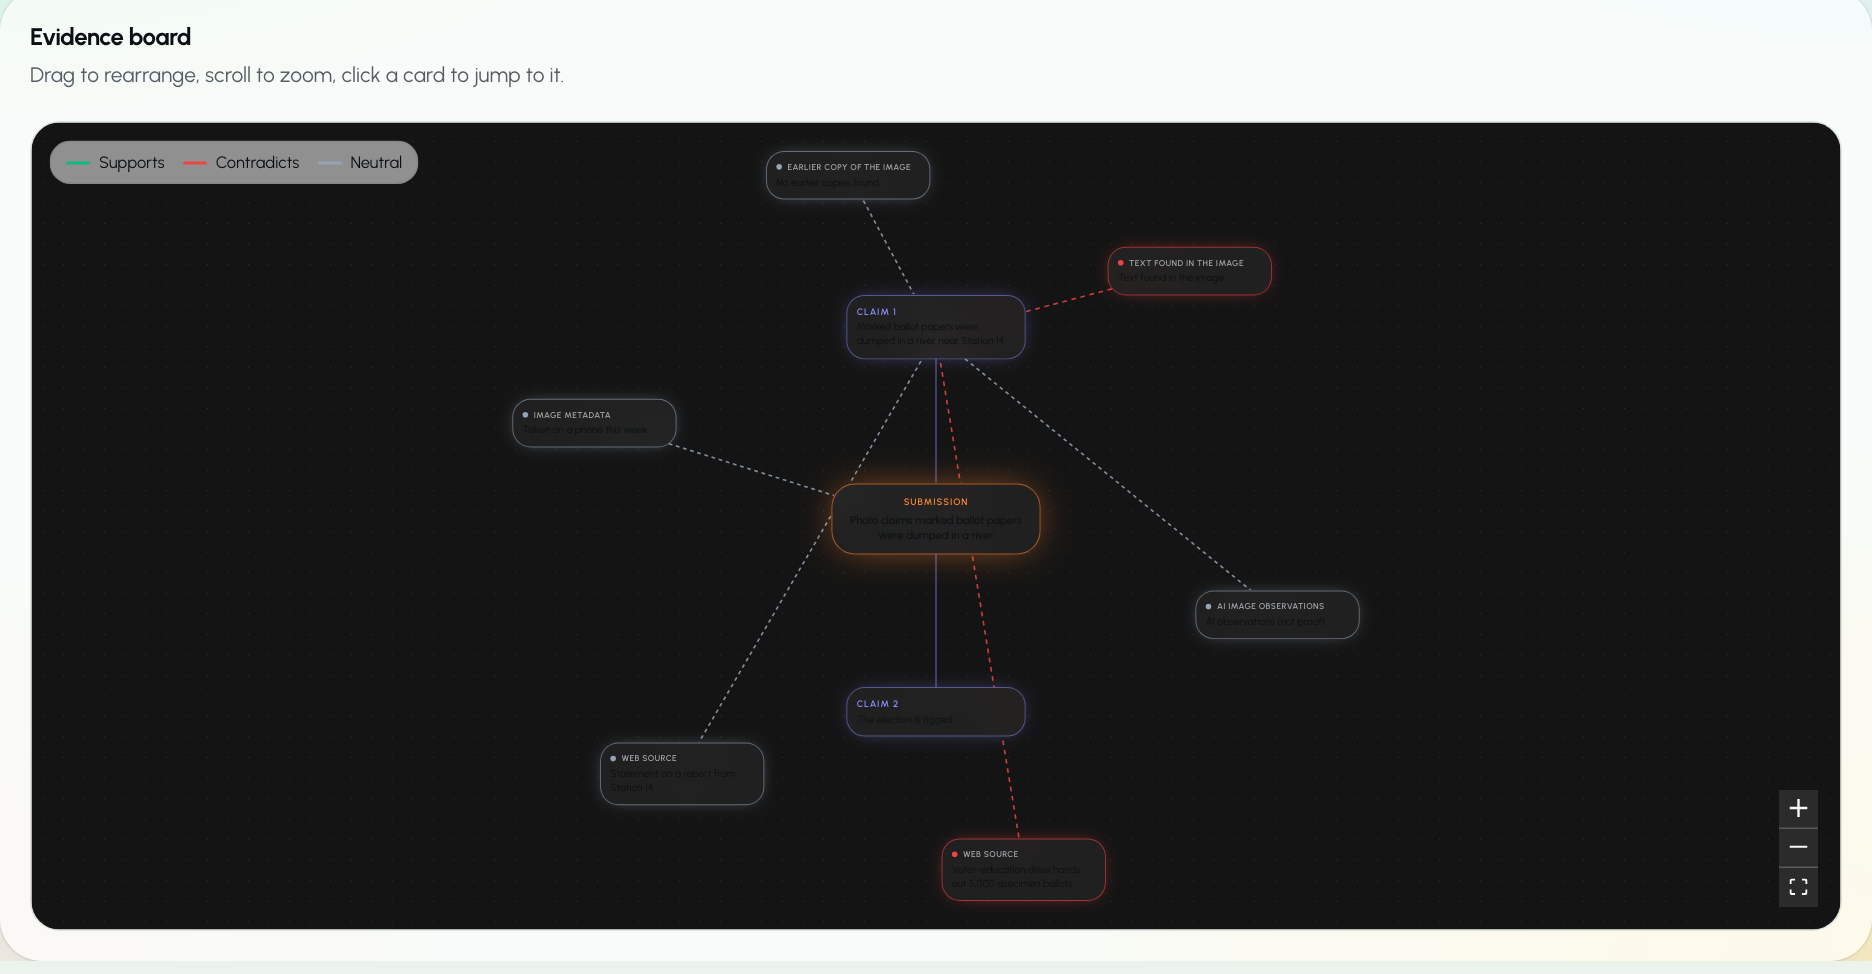 Evidence board
Drag to rearrange, scroll to zoom, click a card to jump to it.
Supports
Contradicts
Neutral
EARLIER COPY OF THE IMAGE
No earlier copies found
TEXT FOUND IN THE IMAGE
Text found in the image
CLAIM 1
Marked ballot papers were
dumped in a river near Station 14
IMAGE METADATA
Taken on a phone this week
SUBMISSION
Photo claims marked ballot papers
were dumped in a river
AI IMAGE OBSERVATIONS
AI observations (not proof)
CLAIM 2
The election is rigged
WEB SOURCE
Statement on a report from
Station 14
WEB SOURCE
Voter-education drive hands
out 5,000 specimen ballots